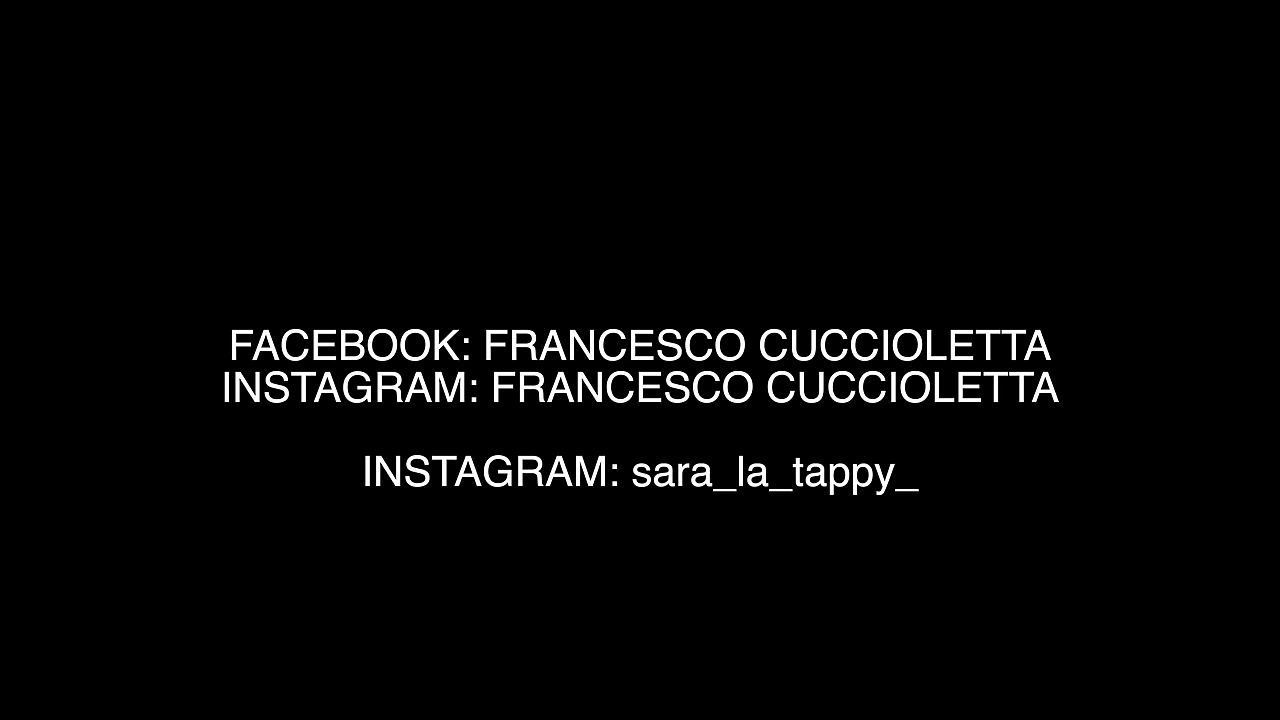 FACEBOOK: FRANCESCO CUCCIOLETTA
INSTAGRAM: FRANCESCO CUCCIOLETTA
INSTAGRAM: sara_la_tappy_